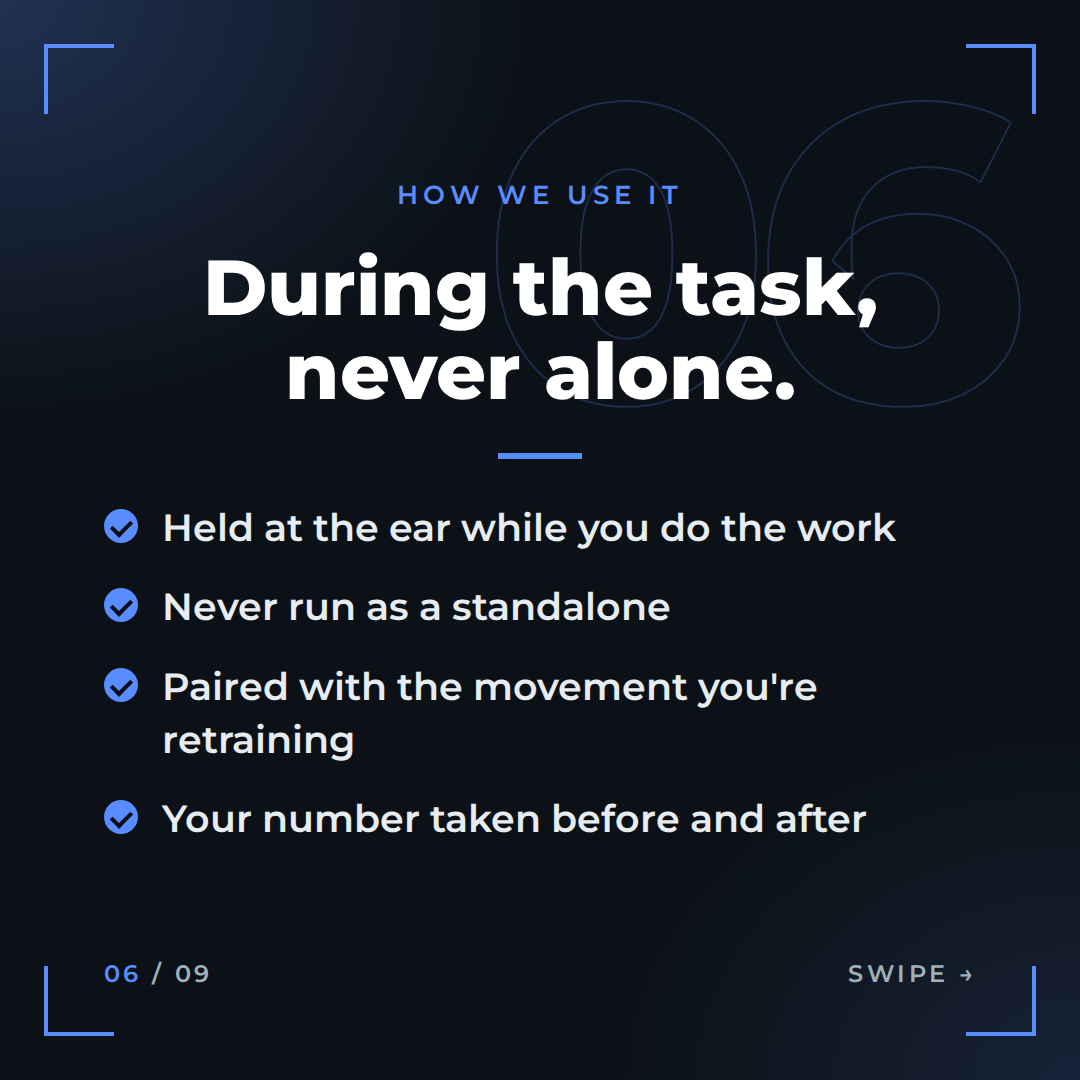 06
HOW WE USE IT
During the task,
never alone.
Held at the ear while you do the work
Never run as a standalone
Paired with the movement you're
retraining
Your number taken before and after
06 / 09
SWIPE →